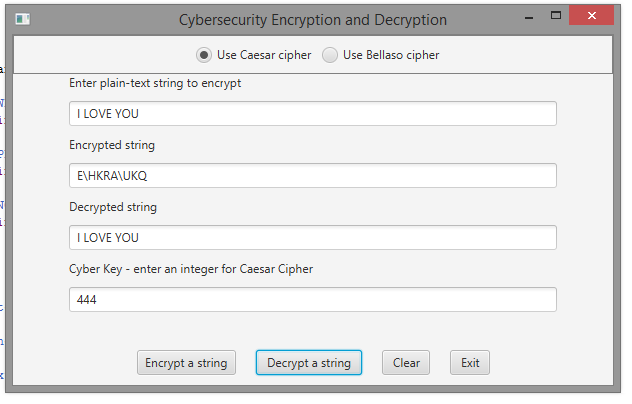 Cybersecurity Encryption and Decryption
Use Caesar cipher Use Bellaso cipher
Enter plain-text string to encrypt
I LOVE YOU
Encrypted string
E\HKRA\UKQ
Decrypted string
I LOVE YOU
Cyber Key - enter an integer for Caesar Cipher
444
Encrypt a string Decrypt a string Clear Exit